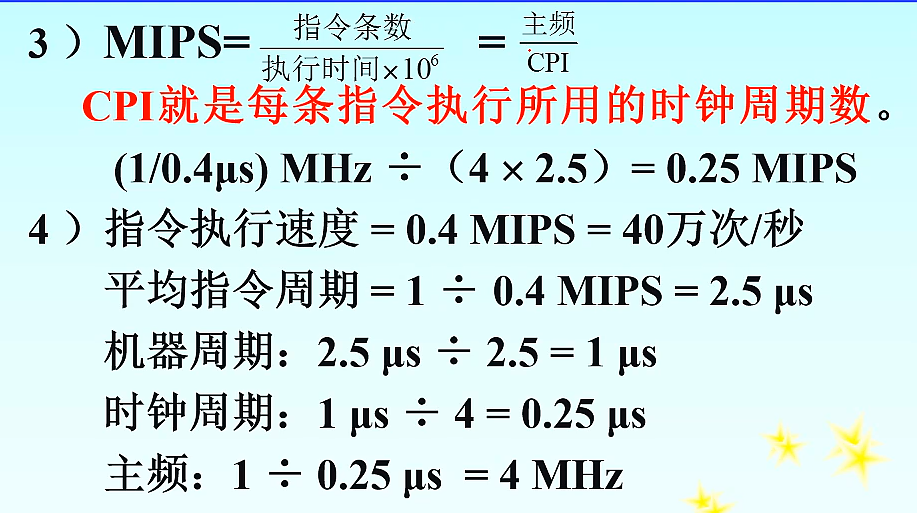 3 ）MIPS= 指令条数 / 执行时间×10⁶ = 主频 / CPI
CPI就是每条指令执行所用的时钟周期数。
(1/0.4μs) MHz ÷（4 × 2.5）= 0.25 MIPS
4 ）指令执行速度 = 0.4 MIPS = 40万次/秒
平均指令周期 = 1 ÷ 0.4 MIPS = 2.5 μs
机器周期：2.5 μs ÷ 2.5 = 1 μs
时钟周期：1 μs ÷ 4 = 0.25 μs
主频：1 ÷ 0.25 μs = 4 MHz